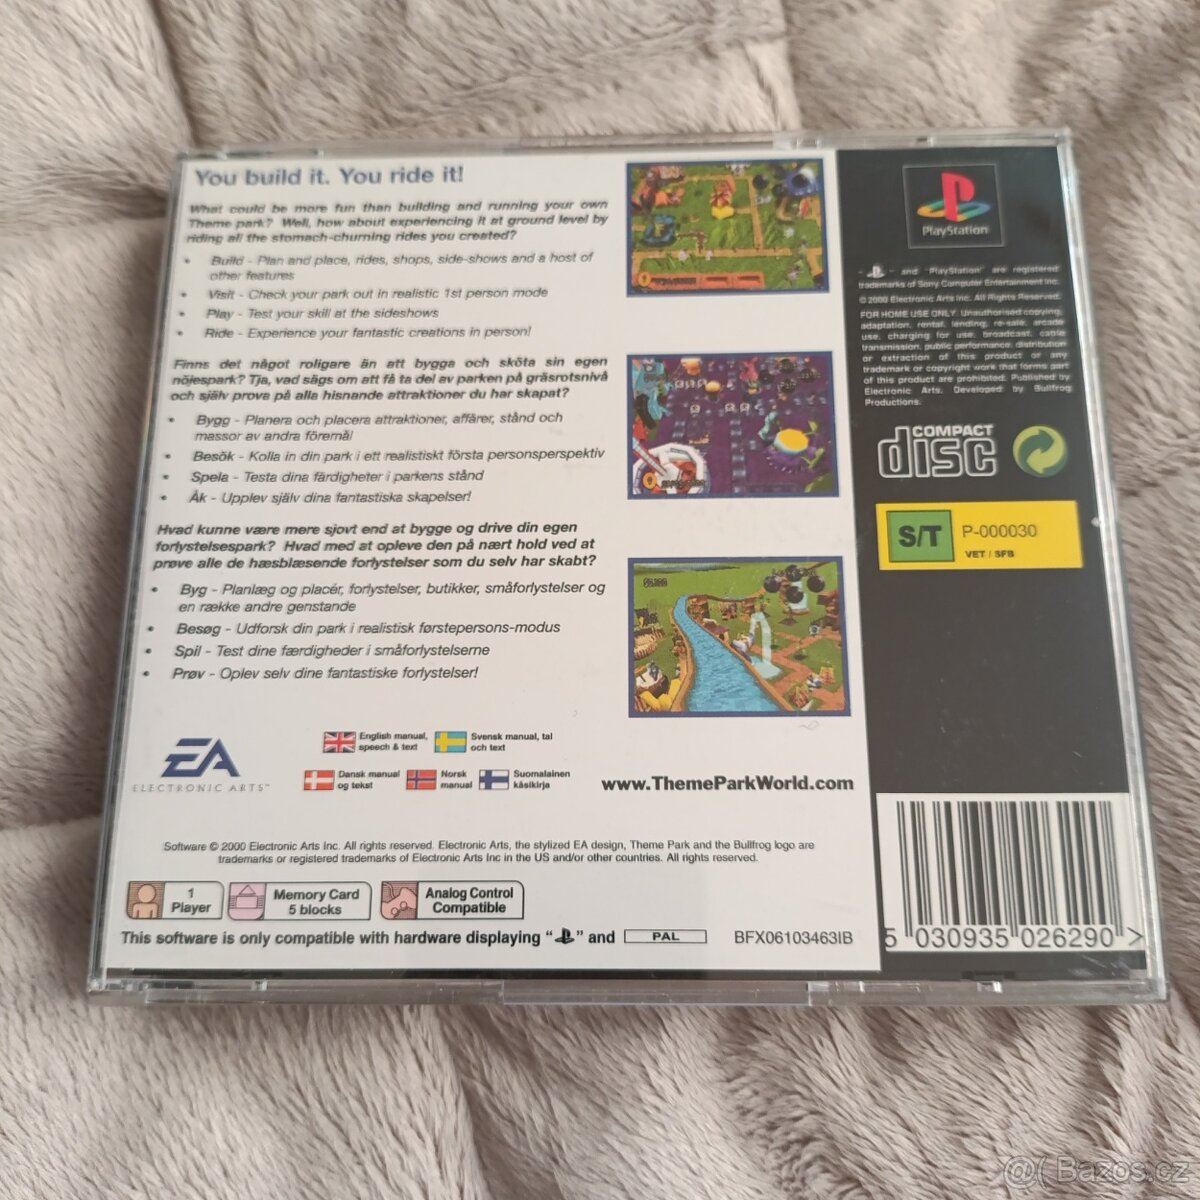 You build it. You ride it!
What could be more fun than building and running your own
Theme park? Well, how about experiencing it at ground level by
riding all the stomach-churning rides you created?
• Build - Plan and place, rides, shops, side-shows and a host of
other features
• Visit - Check your park out in realistic 1st person mode
• Play - Test your skill at the sideshows
• Ride - Experience your fantastic creations in person!
Finns det något roligare än att bygga och sköta sin egen
nöjespark? Tja, vad sägs om att få ta del av parken på gräsrotsnivå
och själv prova på alla hisnande attraktioner du har skapat?
• Bygg - Planera och placera attraktioner, affärer, stånd och
massor av andra föremål
• Besök - Kolla in din park i ett realistiskt första personsperspektiv
• Spela - Testa dina färdigheter i parkens stånd
• Åk - Upplev själv dina fantastiska skapelser!
Hvad kunne være mere sjovt end at bygge og drive din egen
forlystelsespark? Hvad med at opleve den på nært hold ved at
prøve alle de hæsblæsende forlystelser som du selv har skabt?
• Byg - Planlæg og placér, forlystelser, butikker, småforlystelser og
en række andre genstande
• Besøg - Udforsk din park i realistisk førstepersons-modus
• Spil - Test dine færdigheder i småforlystelserne
• Prøv - Oplev selv dine fantastiske forlystelser!
EA
ELECTRONIC ARTS™
English manual,
speech & text
Svensk manual, tal
och text
Dansk manual
og tekst
Norsk
manual
Suomalainen
käsikirja
www.ThemeParkWorld.com
Software © 2000 Electronic Arts Inc. All rights reserved. Electronic Arts, the stylized EA design, Theme Park and the Bullfrog logo are
trademarks or registered trademarks of Electronic Arts Inc in the US and/or other countries. All rights reserved.
1
Player
Memory Card
5 blocks
Analog Control
Compatible
This software is only compatible with hardware displaying " " and PAL
BFX06103463IB
PlayStation
" " and "PlayStation" are registered
trademarks of Sony Computer Entertainment Inc.
© 2000 Electronic Arts Inc. All Rights Reserved.
FOR HOME USE ONLY. Unauthorised copying,
adaptation, rental, lending, re-sale, arcade
use, charging for use, broadcast, cable
transmission, public performance, distribution
or extraction of this product or any
trademark or copyright work that forms part
of this product are prohibited. Published by
Electronic Arts. Developed by Bullfrog
Productions.
COMPACT
disc
S/T
P-000030
VET / SFB
5 030935 026290 >
@( Bazos.cz